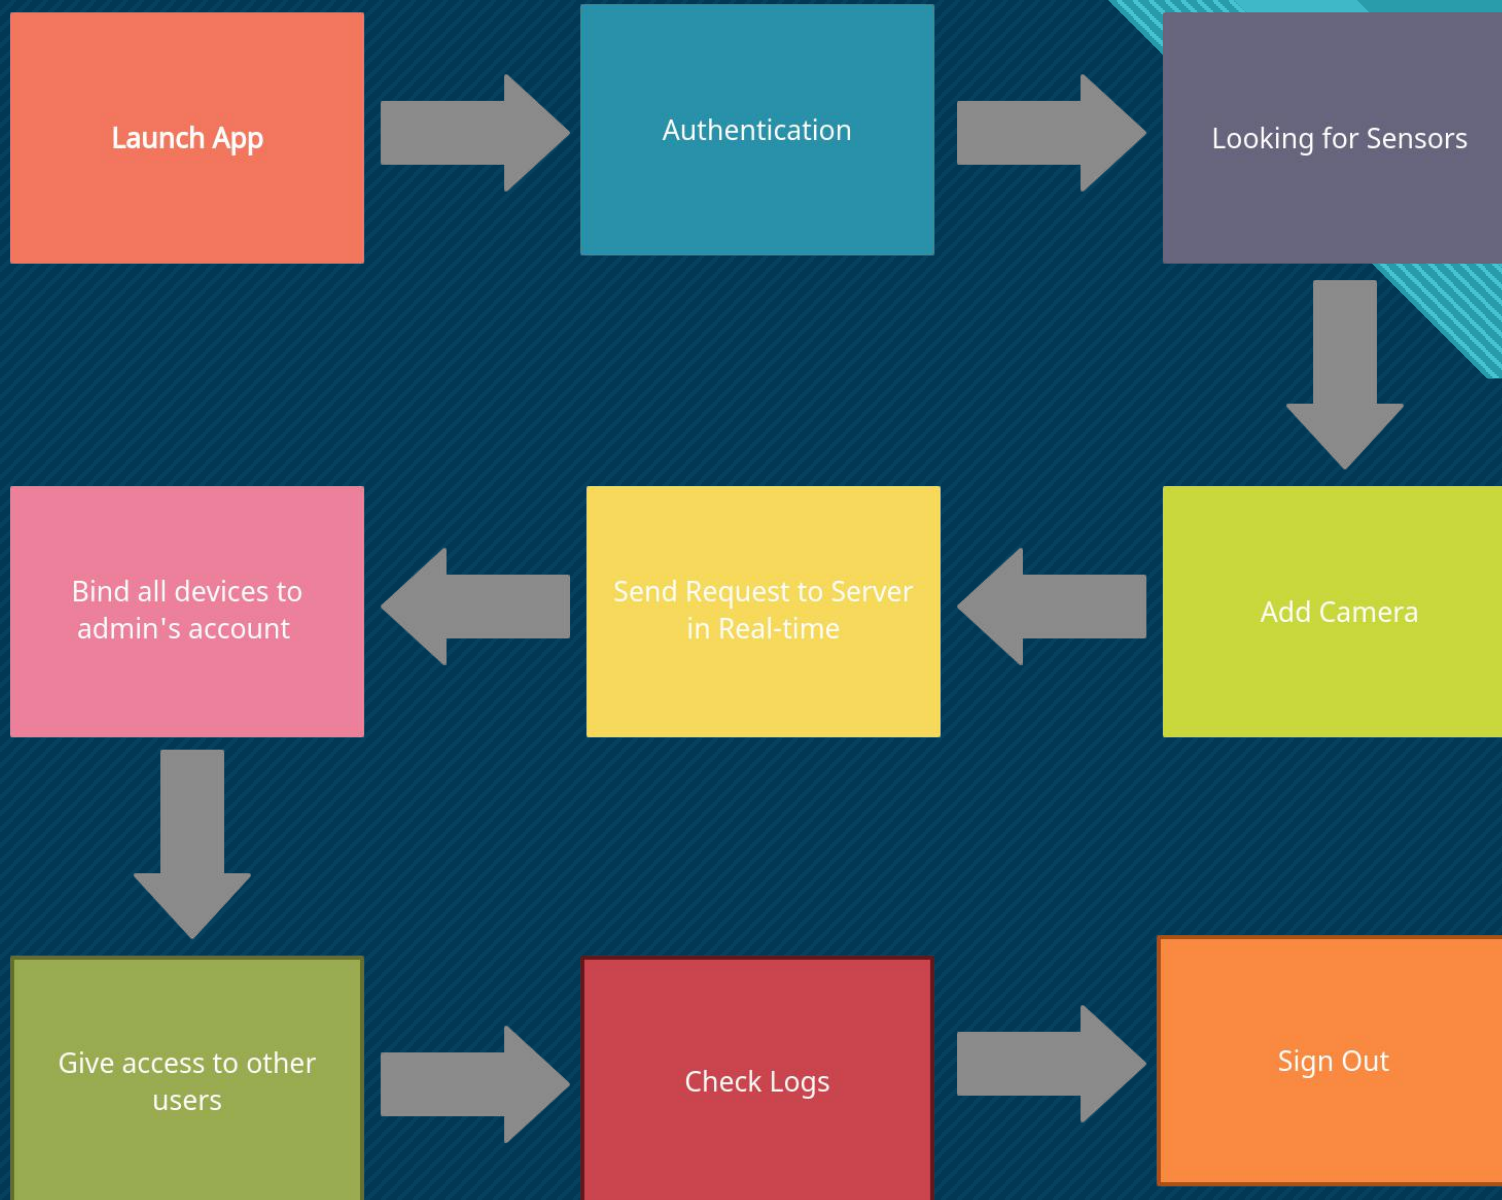 Launch App
Authentication
Looking for Sensors
Bind all devices to
admin's account
Send Request to Server
in Real-time
Add Camera
Give access to other
users
Check Logs
Sign Out